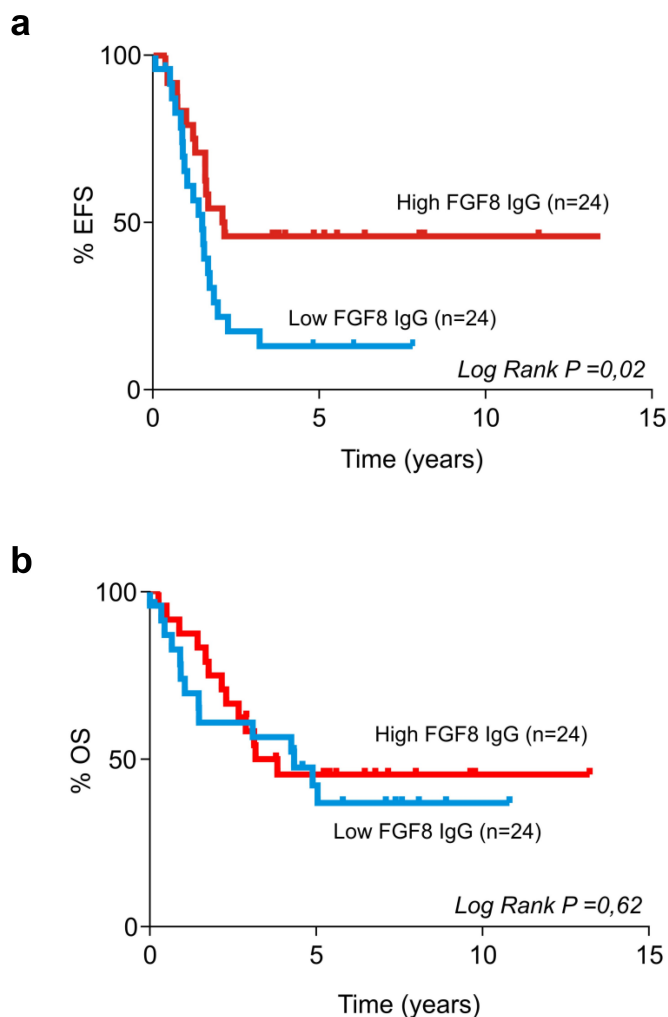 a
100
50
0
% EFS
High FGF8 IgG (n=24)
Low FGF8 IgG (n=24)
Log Rank P =0,02
0 5 10 15
Time (years)
b
100
50
0
% OS
High FGF8 IgG (n=24)
Low FGF8 IgG (n=24)
Log Rank P =0,62
0 5 10 15
Time (years)